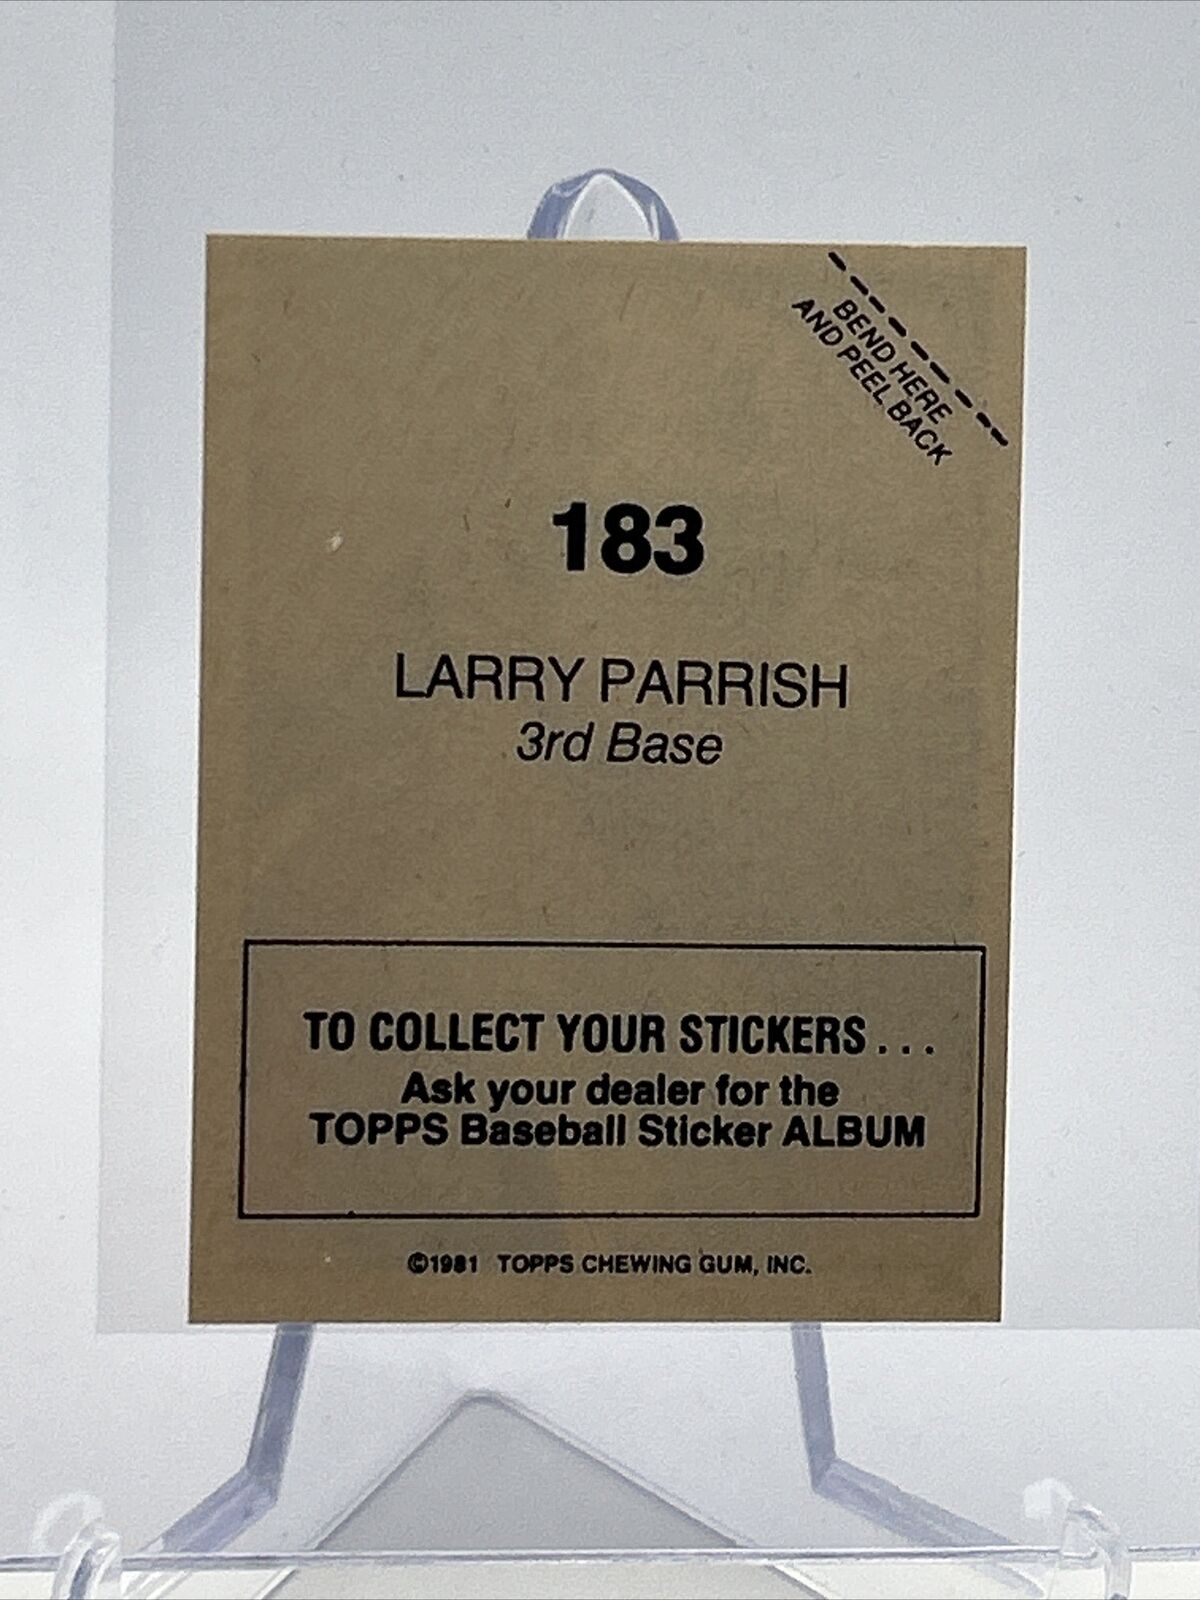 BEND HERE
AND PEEL BACK
183
LARRY PARRISH
3rd Base
TO COLLECT YOUR STICKERS...
Ask your dealer for the
TOPPS Baseball Sticker ALBUM
©1981 TOPPS CHEWING GUM, INC.